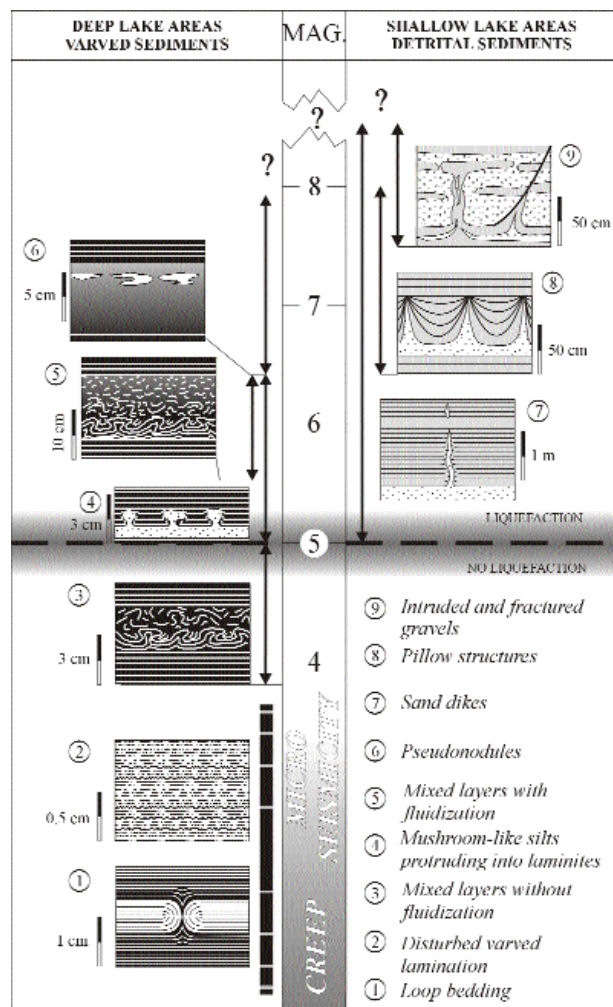 DEEP LAKE AREAS
VARVED SEDIMENTS
MAG.
SHALLOW LAKE AREAS
DETRITAL SEDIMENTS
?
?
?
9
8
50 cm
6
5 cm
7
8
50 cm
5
10 cm
6
7
1 m
4
3 cm
LIQUEFACTION
5
NO LIQUEFACTION
3
3 cm
4
9 Intruded and fractured
gravels
8 Pillow structures
7 Sand dikes
2
0,5 cm
MICRO
SEISMICITY
6 Pseudonodules
5 Mixed layers with
fluidization
4 Mushroom-like silts
protruding into laminites
1
1 cm
CREEP
3 Mixed layers without
fluidization
2 Disturbed varved
lamination
1 Loop bedding